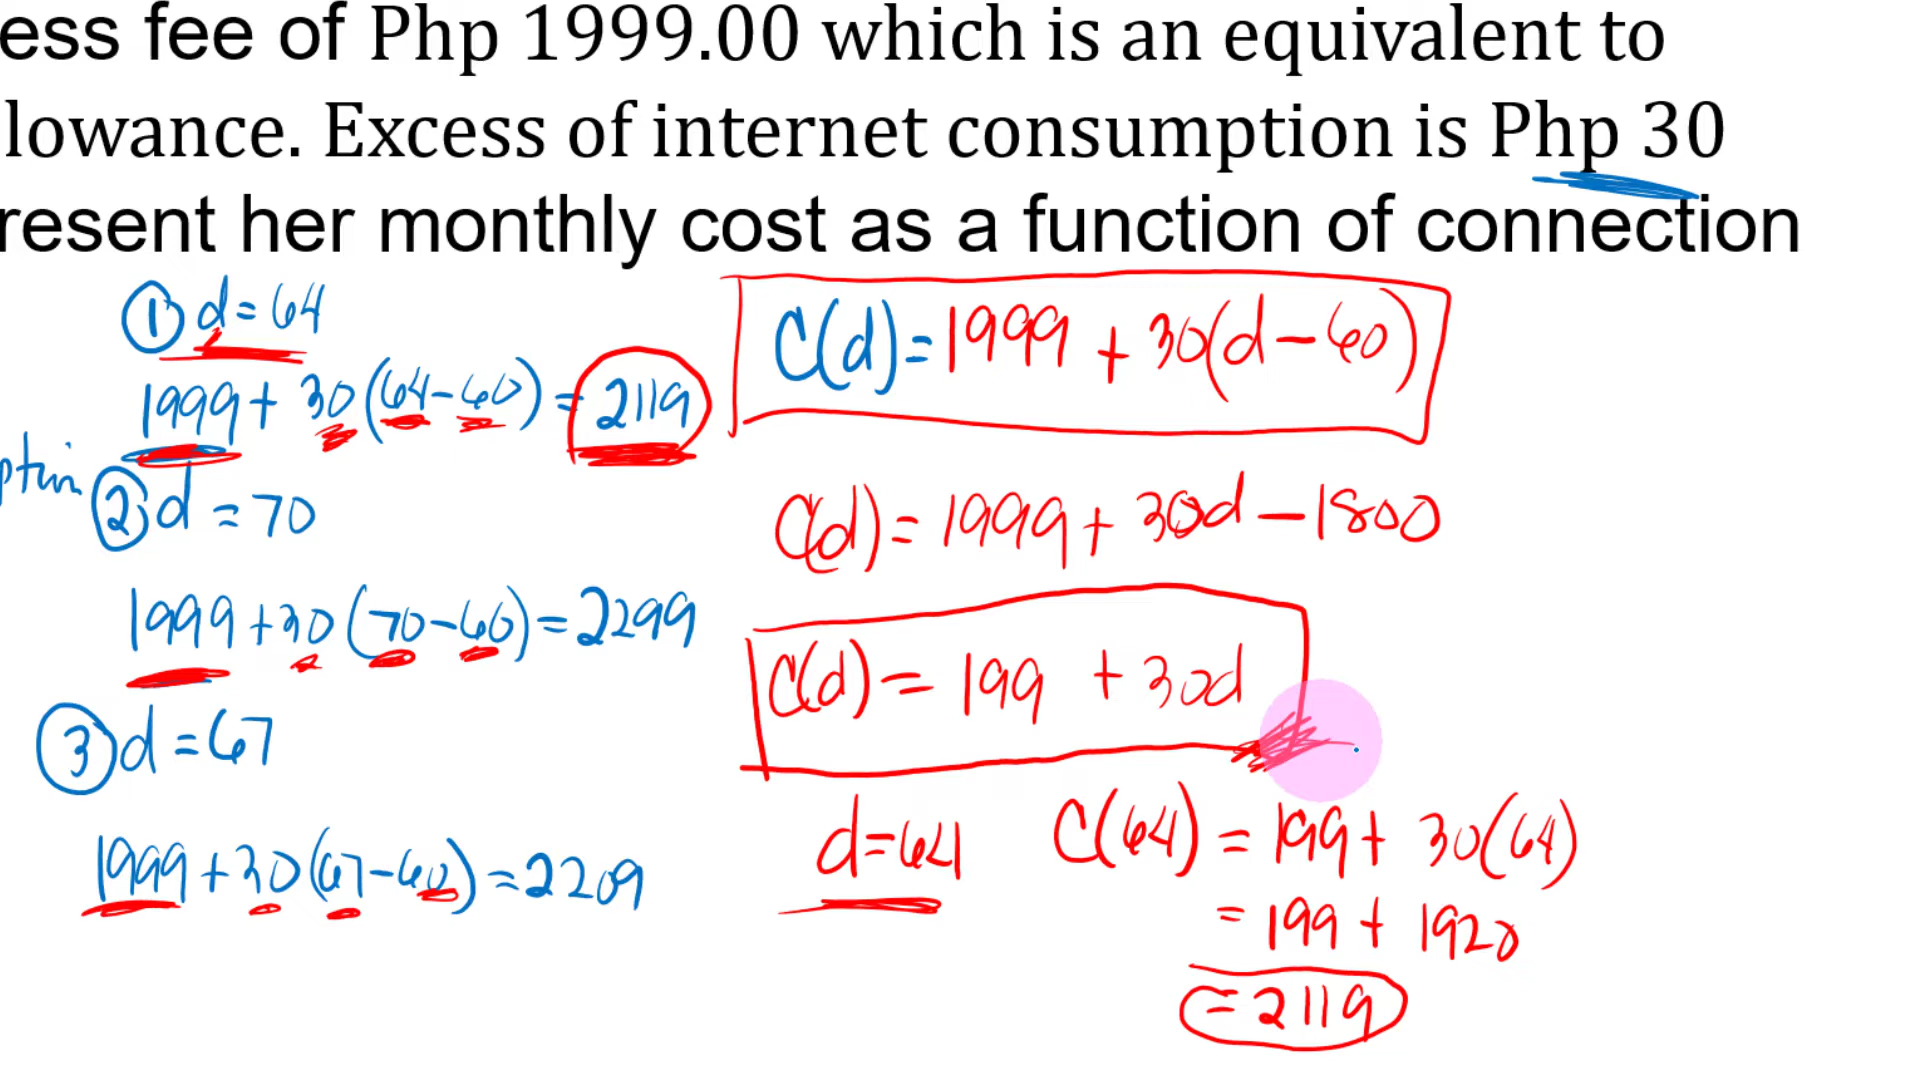 ess fee of Php 1999.00 which is an equivalent to
lowance. Excess of internet consumption is Php 30
resent her monthly cost as a function of connection
① d=64
1999 + 30 (64-60) = 2119
ption
② d = 70
1999 +30 (70-60) = 2299
③ d = 67
1999 +30 (67-60) = 2209
C(d) = 1999 + 30(d-60)
C(d) = 1999 + 30d - 1800
C(d) = 199 + 30d
d=64 C(64) = 199 + 30(64)
= 199 + 1920
= 2119